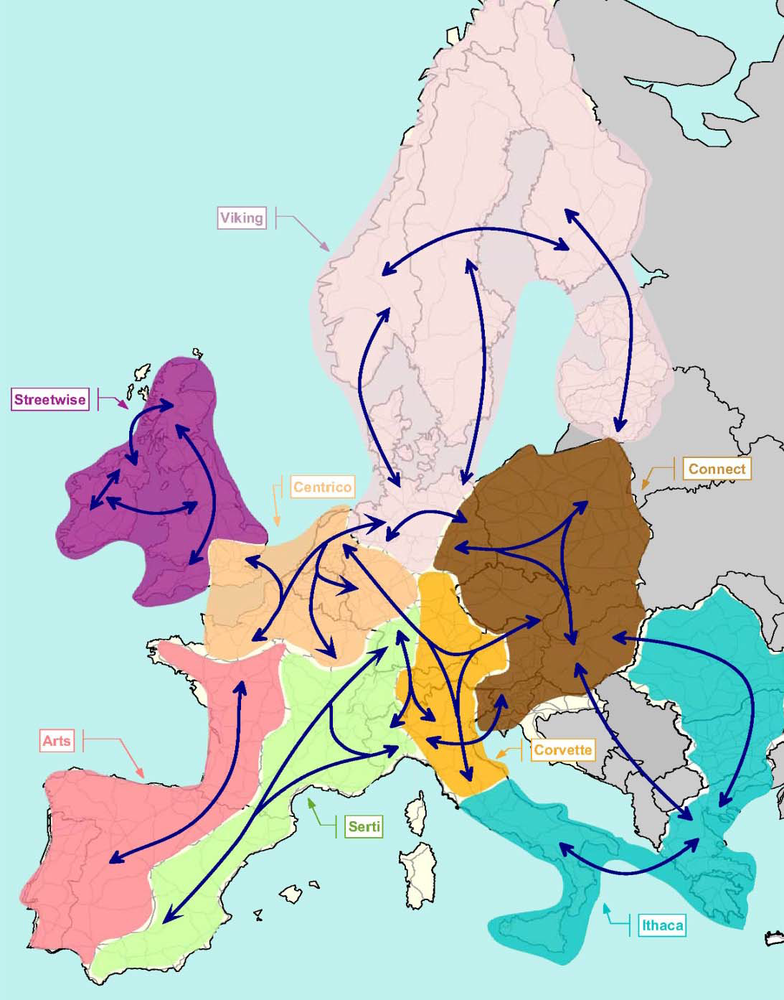 Viking
Streetwise
Centrico
Connect
Arts
Corvette
Serti
Ithaca